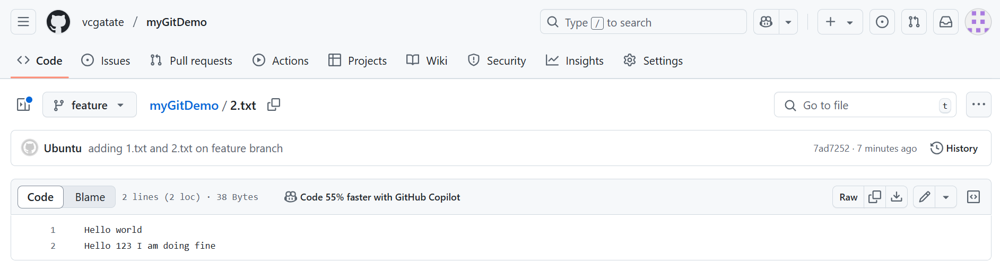 vcgatate / myGitDemo
Type / to search
Code Issues Pull requests Actions Projects Wiki Security Insights Settings
feature myGitDemo / 2.txt
Go to file t
Ubuntu adding 1.txt and 2.txt on feature branch 7ad7252 · 7 minutes ago History
Code Blame 2 lines (2 loc) · 38 Bytes Code 55% faster with GitHub Copilot Raw
1 Hello world
2 Hello 123 I am doing fine